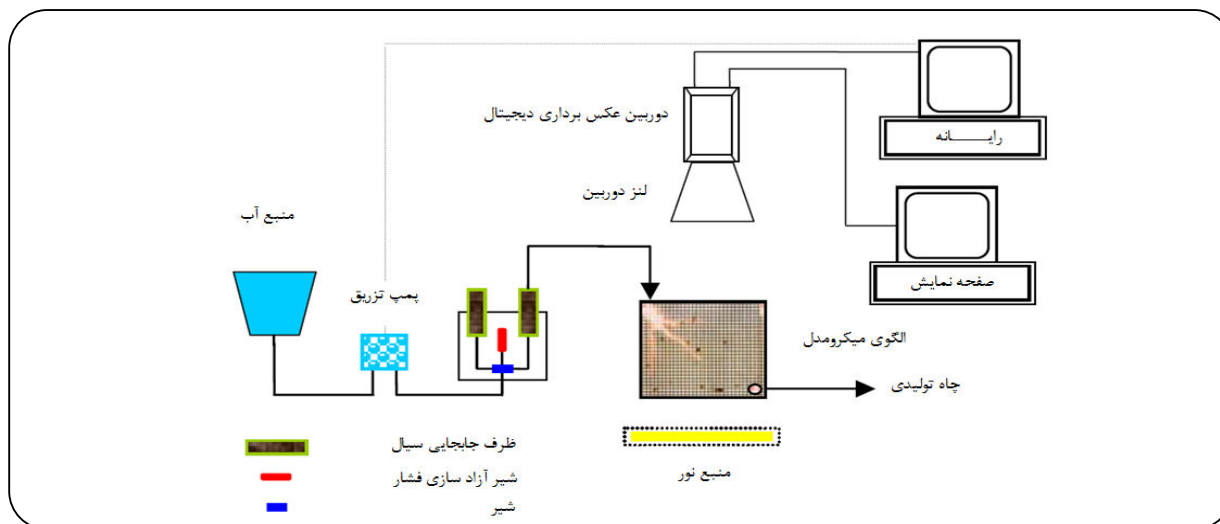 دوربین عکس برداری دیجیتال
رایـــــــانه
لنز دوربین
منبع آب
صفحه نمایش
پمپ تزریق
الگوی میکرومدل
چاه تولیدی
ظرف جابجایی سیال
منبع نور
شیر آزاد سازی فشار
شیر